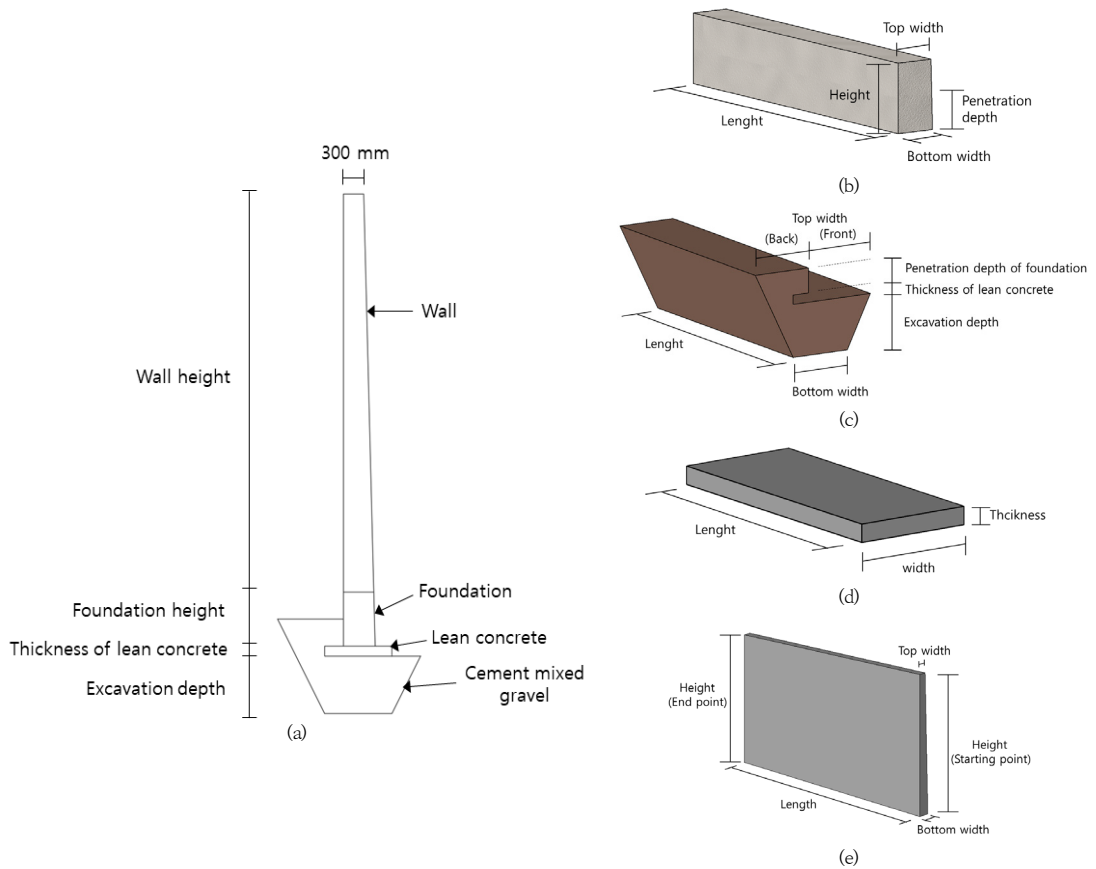 300 mm
Wall
Wall height
Foundation
Foundation height
Lean concrete
Thickness of lean concrete
Cement mixed
gravel
Excavation depth
(a)
Top width
Height
Penetration
depth
Lenght
Bottom width
(b)
Top width
(Back)
(Front)
Penetration depth of foundation
Thickness of lean concrete
Excavation depth
Lenght
Bottom width
(c)
Thcikness
Lenght
width
(d)
Top width
Height
(End point)
Height
(Starting point)
Length
Bottom width
(e)